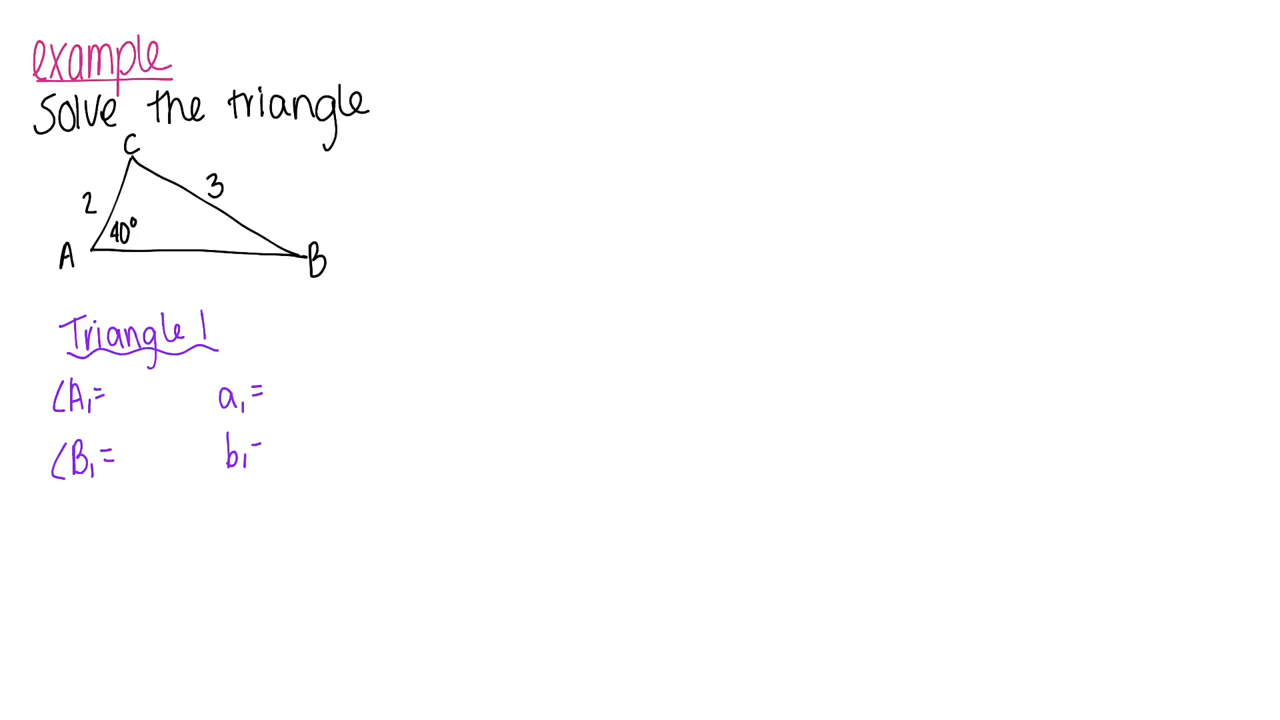 example
Solve the triangle
C
2 3
40°
A B
Triangle 1
∠A₁= a₁=
∠B₁= b₁=